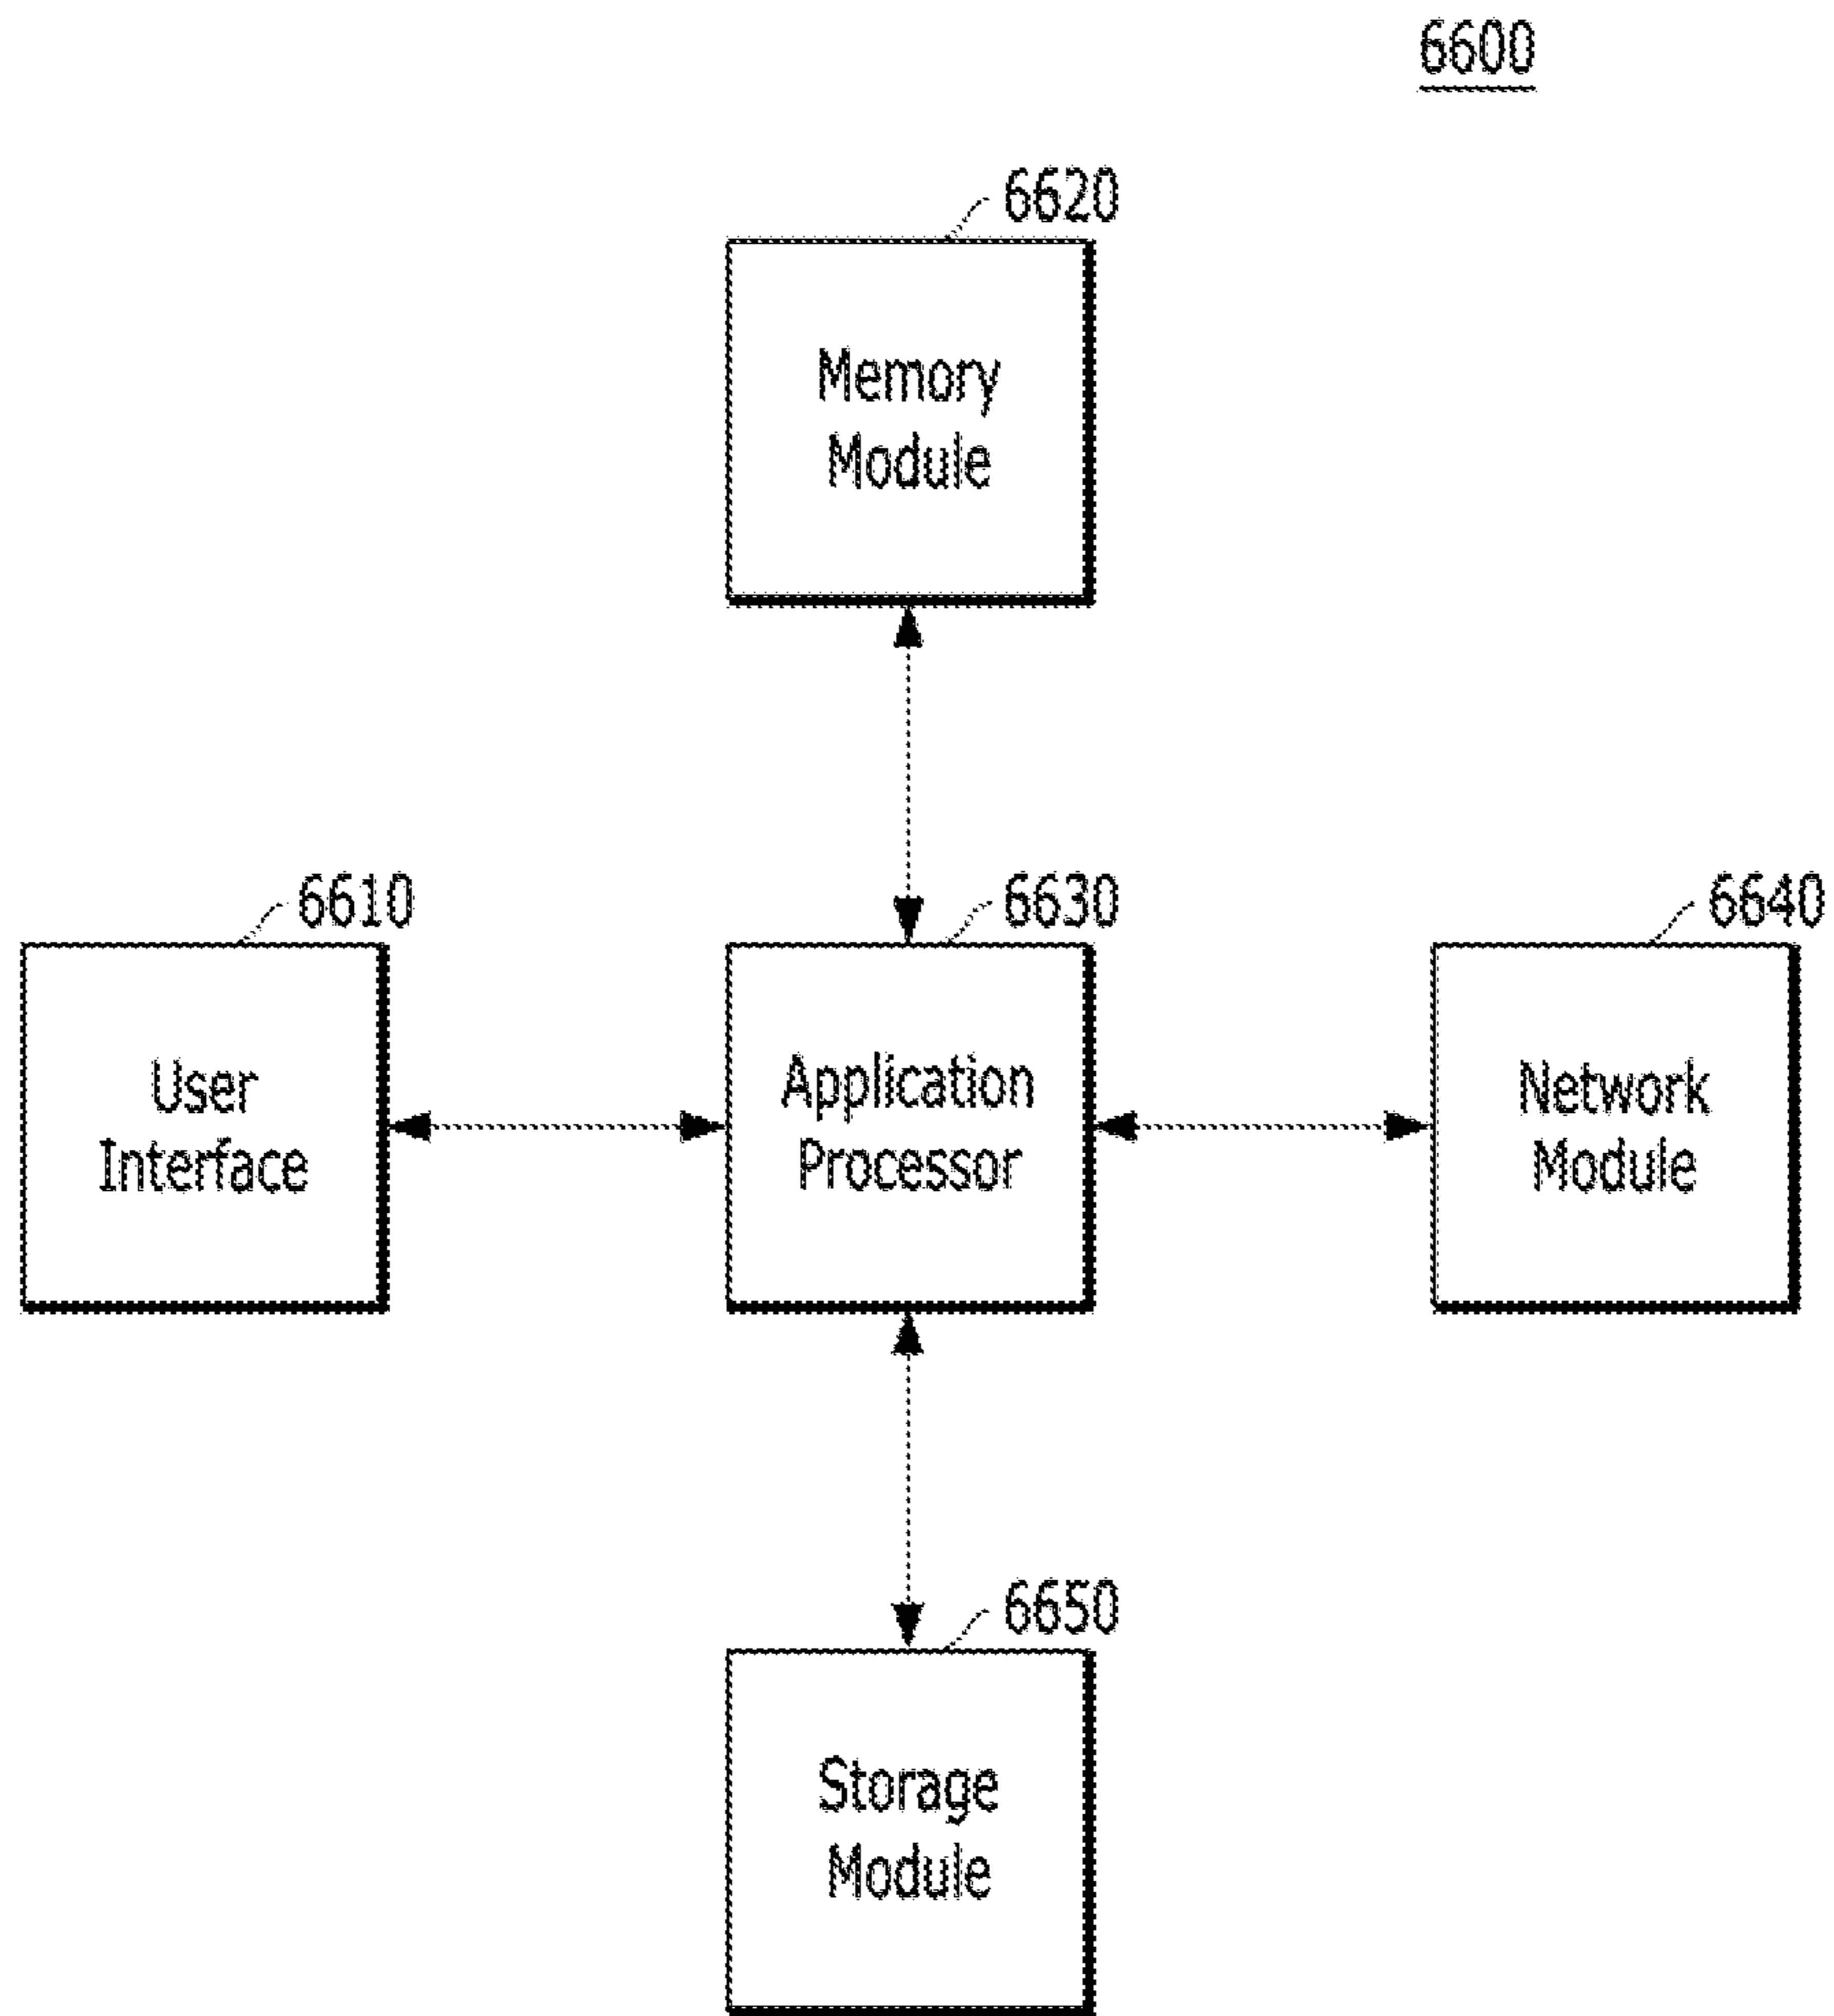 6600
6620
Memory
Module
6610
6630
6640
User
Interface
Application
Processor
Network
Module
6650
Storage
Module